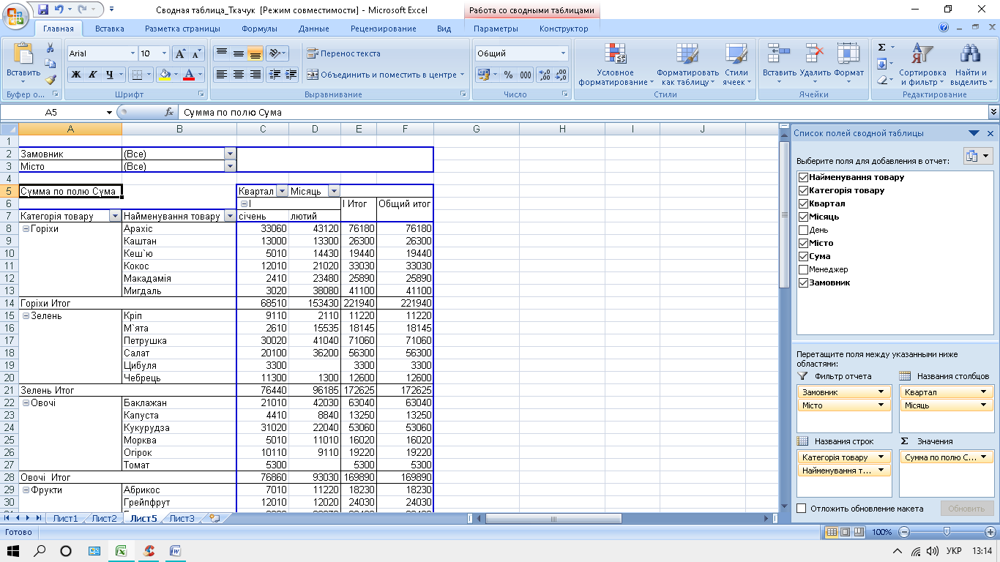 Сводная таблица_Ткачук [Режим совместимости] - Microsoft Excel
Работа со сводными таблицами
Главная Вставка Разметка страницы Формулы Данные Рецензирование Вид Параметры Конструктор
Вставить
Буфер о...
Arial 10
Ж К Ч
Шрифт
Перенос текста
Объединить и поместить в центре
Выравнивание
Общий
% 000
Число
Условное форматирование
Форматировать как таблицу
Стили ячеек
Стили
Вставить Удалить Формат
Ячейки
Σ
Сортировка и фильтр
Найти и выделить
Редактирование
A5 fx Сумма по полю Сума
A B C D E F G H I J
1
2 Замовник (Все)
3 Місто (Все)
4
5 Сумма по полю Сума Квартал Місяць
6 I I Итог Общий итог
7 Категорія товару Найменування товару січень лютий
8 Горіхи Арахіс 33060 43120 76180 76180
9 Каштан 13000 13300 26300 26300
10 Кеш`ю 5010 14430 19440 19440
11 Кокос 12010 21020 33030 33030
12 Макадамія 2410 23480 25890 25890
13 Мигдаль 3020 38080 41100 41100
14 Горіхи Итог 68510 153430 221940 221940
15 Зелень Кріп 9110 2110 11220 11220
16 М`ята 2610 15535 18145 18145
17 Петрушка 30020 41040 71060 71060
18 Салат 20100 36200 56300 56300
19 Цибуля 3300 3300 3300
20 Чебрець 11300 1300 12600 12600
21 Зелень Итог 76440 96185 172625 172625
22 Овочі Баклажан 21010 42030 63040 63040
23 Капуста 4410 8840 13250 13250
24 Кукурудза 31020 22040 53060 53060
25 Морква 5010 11010 16020 16020
26 Огірок 10110 9110 19220 19220
27 Томат 5300 5300 5300
28 Овочі Итог 76860 93030 169890 169890
29 Фрукти Абрикос 7010 11220 18230 18230
30 Грейпфрут 12010 12020 24030 24030
Лист1 Лист2 Лист5 Лист3
Список полей сводной таблицы
Выберите поля для добавления в отчет:
Найменування товару
Категорія товару
Квартал
Місяць
День
Місто
Сума
Менеджер
Замовник
Перетащите поля между указанными ниже
областями:
Фильтр отчета Названия столбцов
Замовник Квартал
Місто Місяць
Названия строк Σ Значения
Категорія товару Сумма по полю С...
Найменування т...
Отложить обновление макета Обновить
Готово 100%
УКР 13:14